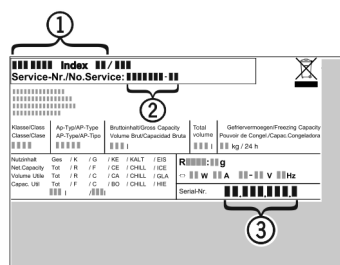 1
Index /
Service-Nr./No.Service: -
2
Klasse/Class Ap-Typ/AP-Type Bruttoinhalt/Gross Capacity Total Gefriervermoegen/Freezing Capacity
Classe/Clase AP-Type/AP-Tipo Volume Brut/Capacidad Bruta volume Pouvoir de Congel./Cap.Congeladora
l l kg / 24 h
Nutzinhalt Ges / K / G / KE / KALT / EIS R : g
Net.Capacity Tot / R / F / CE / CHILL / ICE W A - V Hz
Volume Utile Tot / R / C / CA / CHILL / GLA
Capac. Util Tot / F / C / BO / CHILL / HIE
l / l Serial-Nr. . . .
3